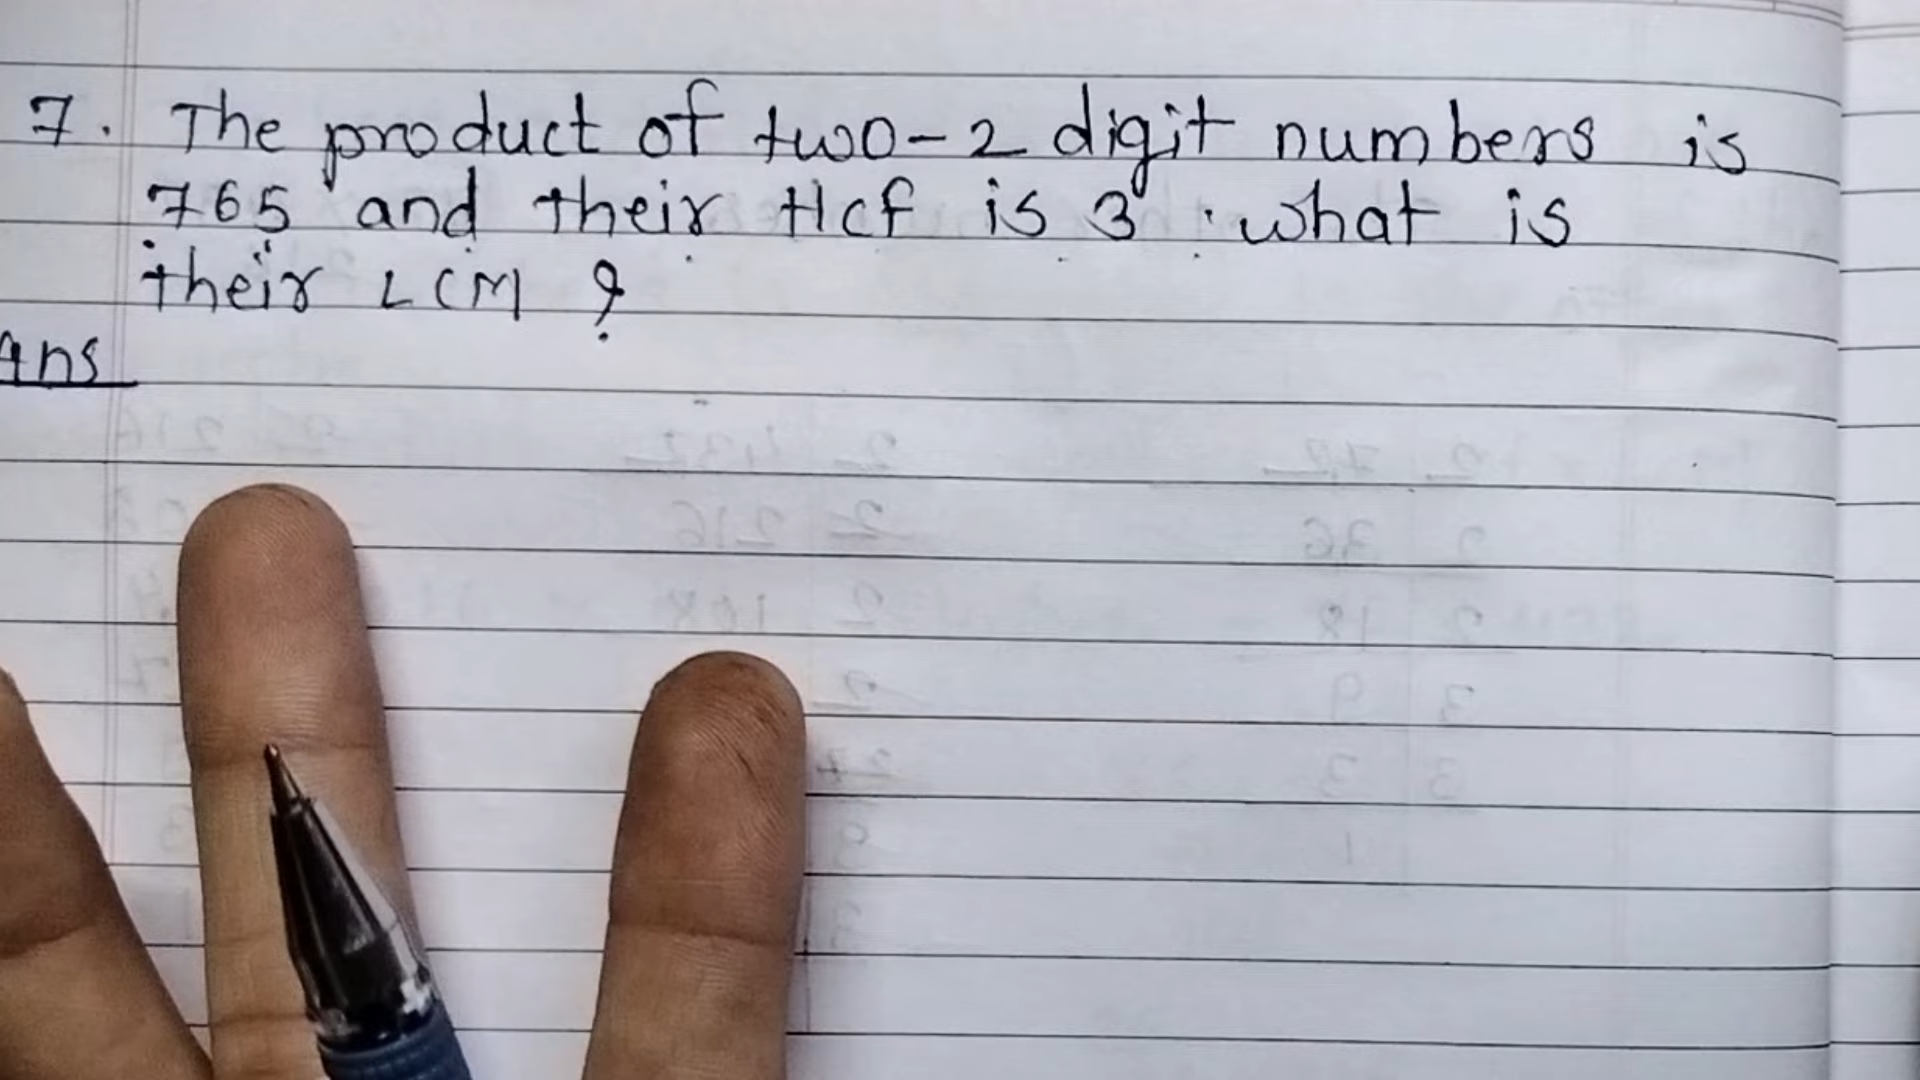 7. The product of two-2 digit numbers is
765 and their Hcf is 3. what is
their LCM ?
Ans